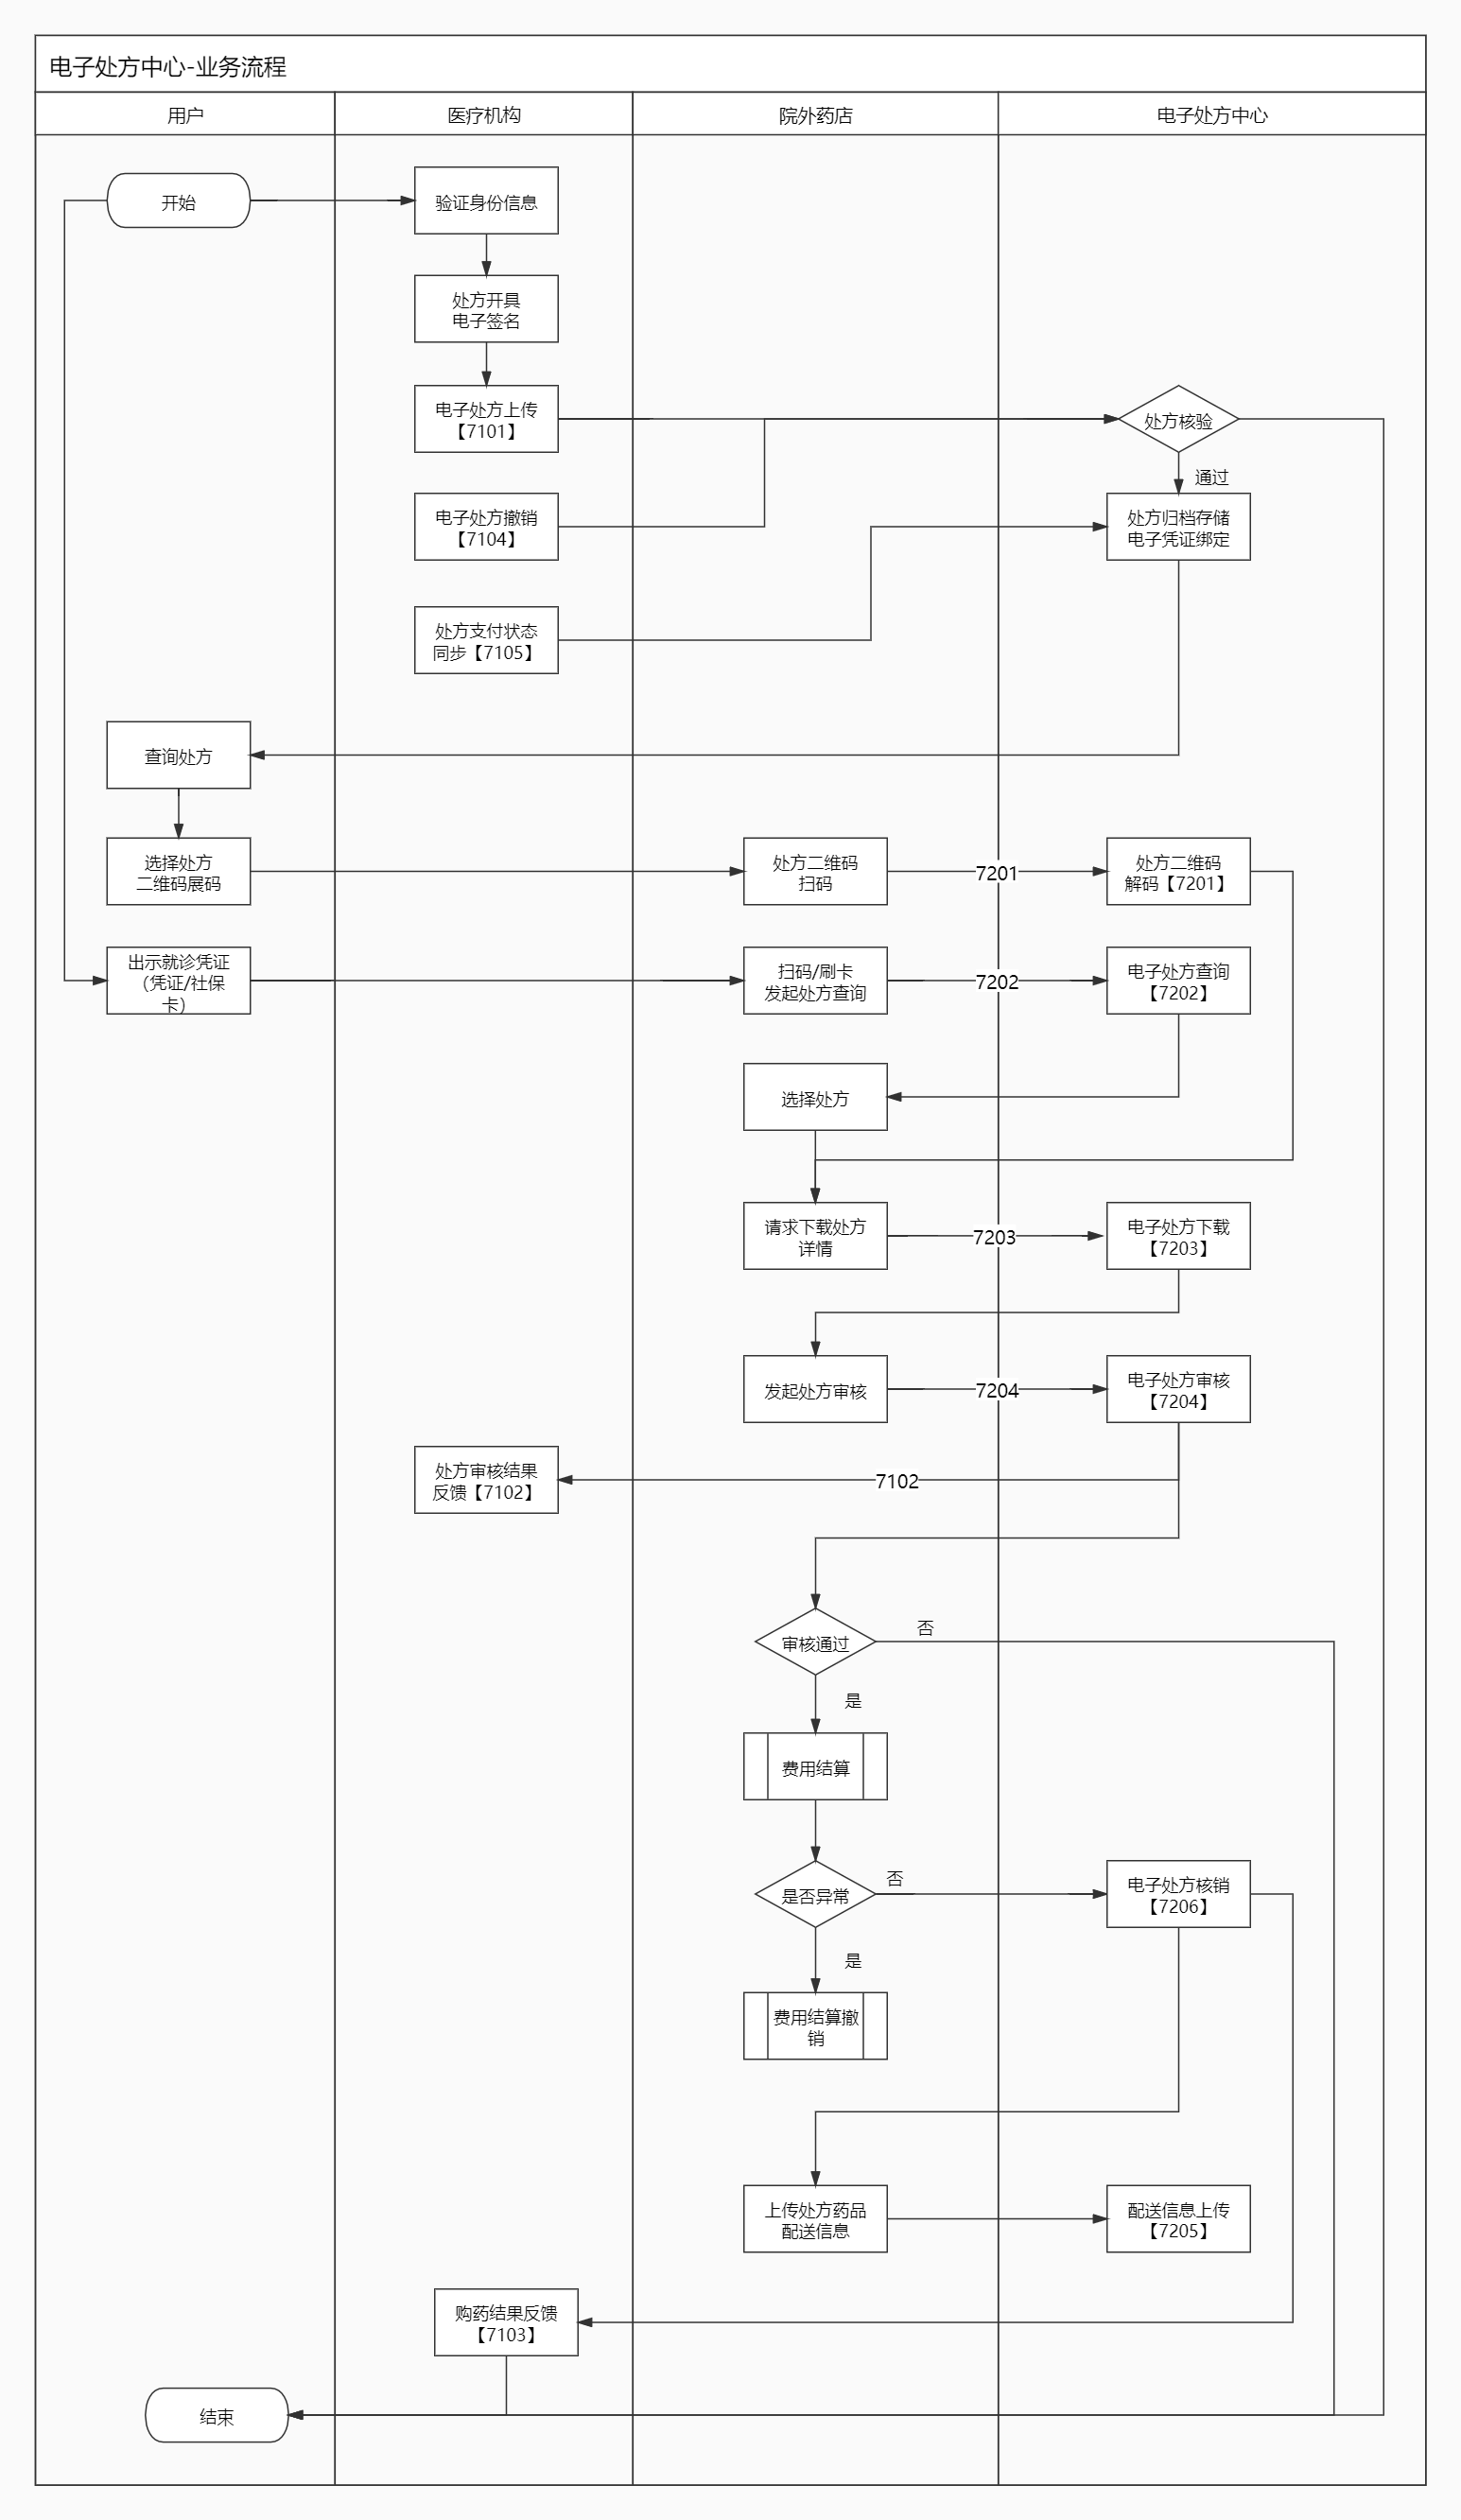 电子处方中心-业务流程
用户
医疗机构
院外药店
电子处方中心
开始
验证身份信息
处方开具
电子签名
电子处方上传
【7101】
处方核验
通过
电子处方撤销
【7104】
处方归档存储
电子凭证绑定
处方支付状态
同步【7105】
查询处方
选择处方
二维码展码
处方二维码
扫码
7201
处方二维码
解码【7201】
出示就诊凭证
（凭证/社保
卡）
扫码/刷卡
发起处方查询
7202
电子处方查询
【7202】
选择处方
请求下载处方
详情
7203
电子处方下载
【7203】
发起处方审核
7204
电子处方审核
【7204】
处方审核结果
反馈【7102】
7102
审核通过
否
是
费用结算
是否异常
否
电子处方核销
【7206】
是
费用结算撤
销
上传处方药品
配送信息
配送信息上传
【7205】
购药结果反馈
【7103】
结束